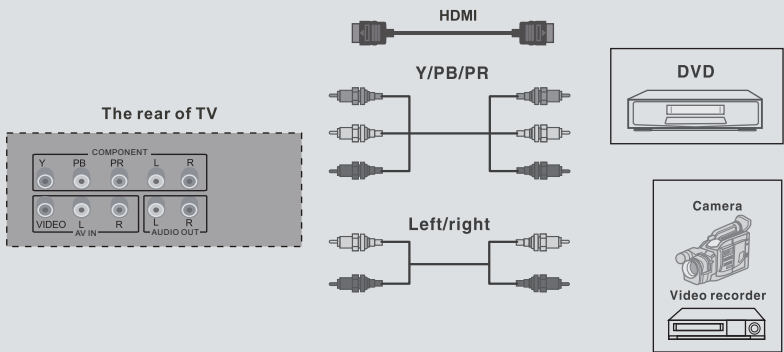 HDMI
Y/PB/PR
DVD
The rear of TV
COMPONENT
Y PB PR L R
VIDEO L R L R
AV IN AUDIO OUT
Left/right
Camera
Video recorder